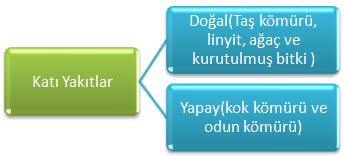 Katı Yakıtlar
Doğal(Taş kömürü,
linyit, ağaç ve
kurutulmuş bitki )
Yapay(kok kömürü ve
odun kömürü)